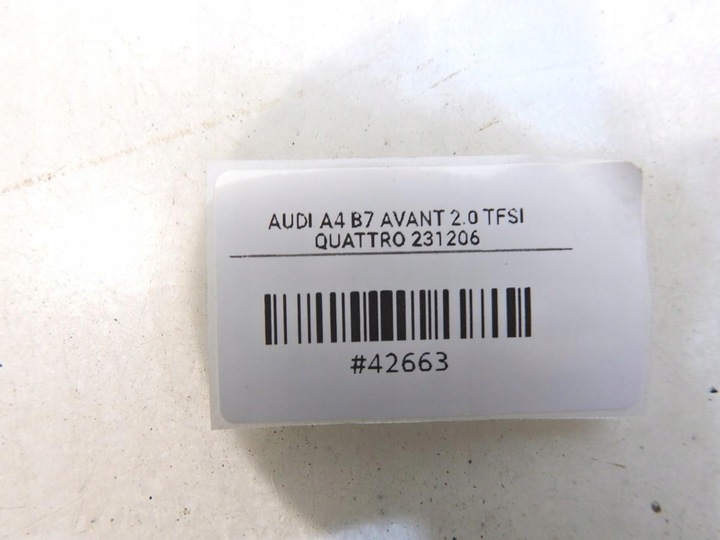 AUDI A4 B7 AVANT 2.0 TFSI
QUATTRO 231206
#42663